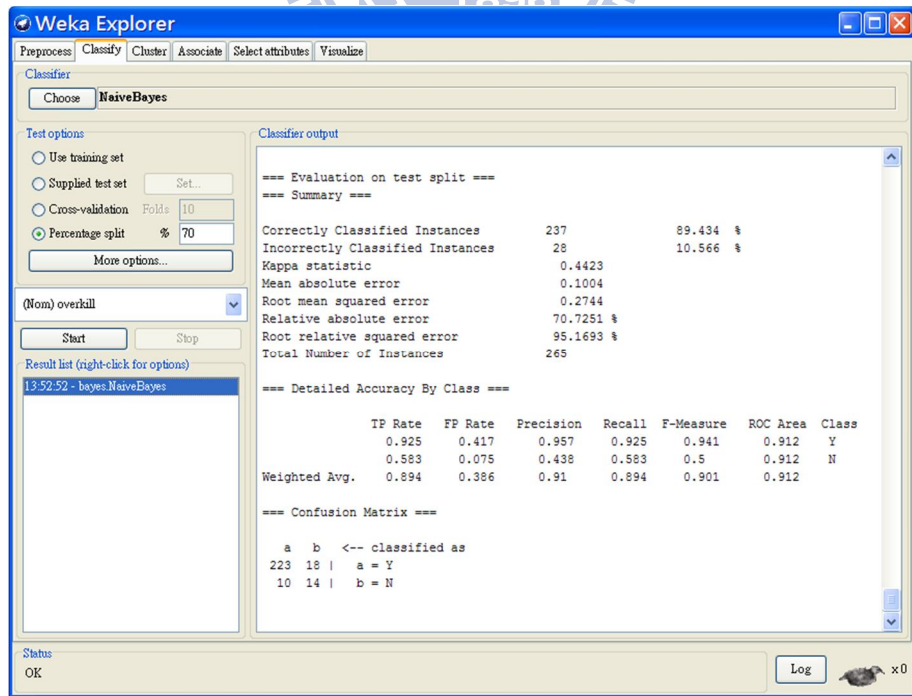 Weka Explorer
Preprocess Classify Cluster Associate Select attributes Visualize
Classifier
Choose NaiveBayes
Test options
Use training set
Supplied test set Set...
Cross-validation Folds 10
Percentage split % 70
More options...
(Nom) overkill
Start Stop
Result list (right-click for options)
13:52:52 - bayes.NaiveBayes
Classifier output
=== Evaluation on test split ===
=== Summary ===
Correctly Classified Instances 237 89.434 %
Incorrectly Classified Instances 28 10.566 %
Kappa statistic 0.4423
Mean absolute error 0.1004
Root mean squared error 0.2744
Relative absolute error 70.7251 %
Root relative squared error 95.1693 %
Total Number of Instances 265
=== Detailed Accuracy By Class ===
TP Rate FP Rate Precision Recall F-Measure ROC Area Class
0.925 0.417 0.957 0.925 0.941 0.912 Y
0.583 0.075 0.438 0.583 0.5 0.912 N
Weighted Avg. 0.894 0.386 0.91 0.894 0.901 0.912
=== Confusion Matrix ===
a b <-- classified as
223 18 | a = Y
10 14 | b = N
Status
OK
Log x 0